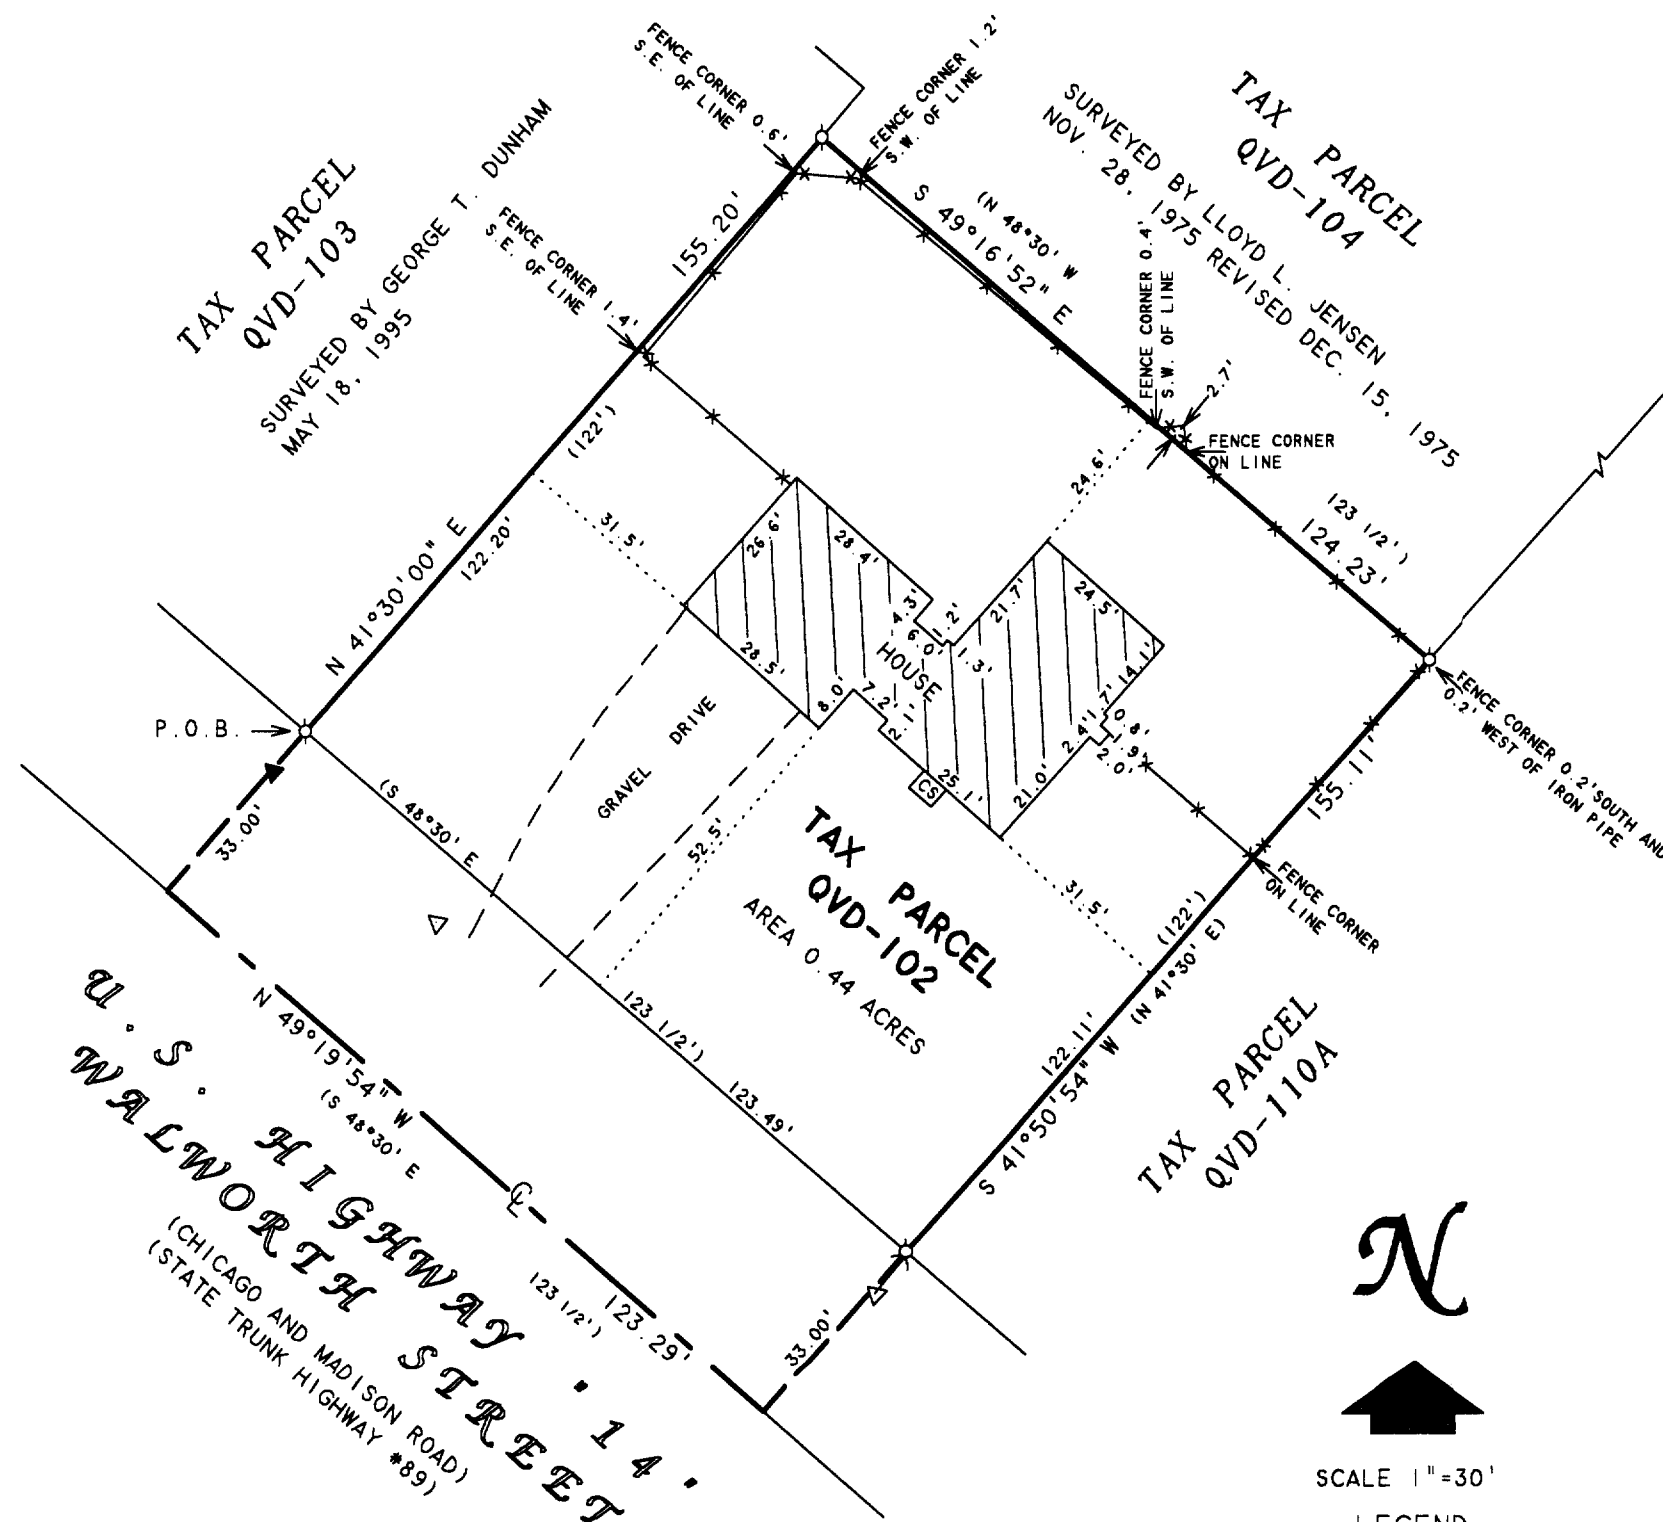 FENCE CORNER 0.6'
S.E. OF LINE
FENCE CORNER 1.2'
S.W. OF LINE
TAX PARCEL
QVD-104
SURVEYED BY LLOYD L. JENSEN
NOV. 28, 1975 REVISED DEC. 15, 1975
TAX PARCEL
QVD-103
SURVEYED BY GEORGE T. DUNHAM
MAY 18, 1995
FENCE CORNER 1.4'
S.E. OF LINE
155.20'
(N 48°30' W
S 49°16'52" E
FENCE CORNER 0.4'
S.W. OF LINE
2.7'
FENCE CORNER
ON LINE
123 1/2')
124.23'
(122')
N 41°30'00" E
122.20'
31.5'
24.6'
26.6'
28.4'
4.3'
6.0'
1.2'
1.3'
21.7'
24.5'
14.1'
1.7'
0.8'
1.9'
2.0'
2.4'
21.0'
25.1'
2.1'
7.2'
8.0'
28.5'
HOUSE
CS
FENCE CORNER 0.2' SOUTH AND
0.2' WEST OF IRON PIPE
155.11'
FENCE CORNER
ON LINE
P.O.B.
33.00'
(S 48°30' E
GRAVEL DRIVE
52.5'
31.5'
TAX PARCEL
QVD-102
AREA 0.44 ACRES
(122')
(N 41°30' E)
122.11'
S 41°50'54" W
123 1/2')
123.49'
TAX PARCEL
QVD-110A
N 49°19'54" W
(S 48°30' E
℄
123.29'
123 1/2')
33.00'
U.S. HIGHWAY "14"
WALWORTH STREET
(CHICAGO AND MADISON ROAD)
(STATE TRUNK HIGHWAY #89)
N
SCALE 1"=30'
LEGEND